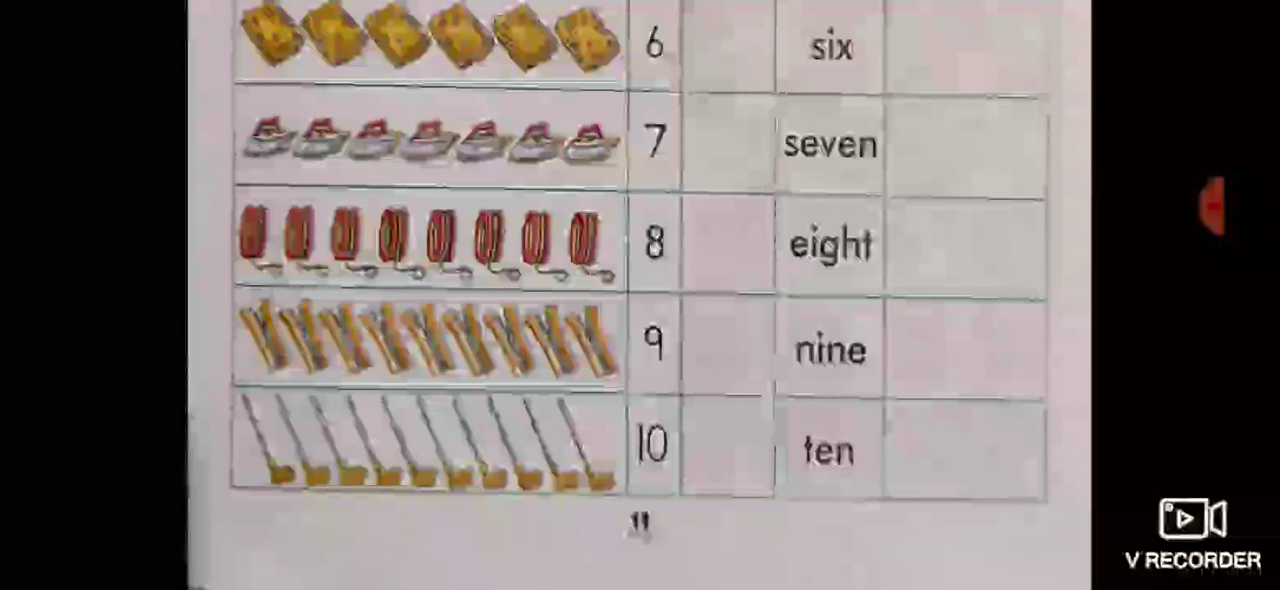 6 six
7 seven
8 eight
9 nine
10 ten
11
V RECORDER